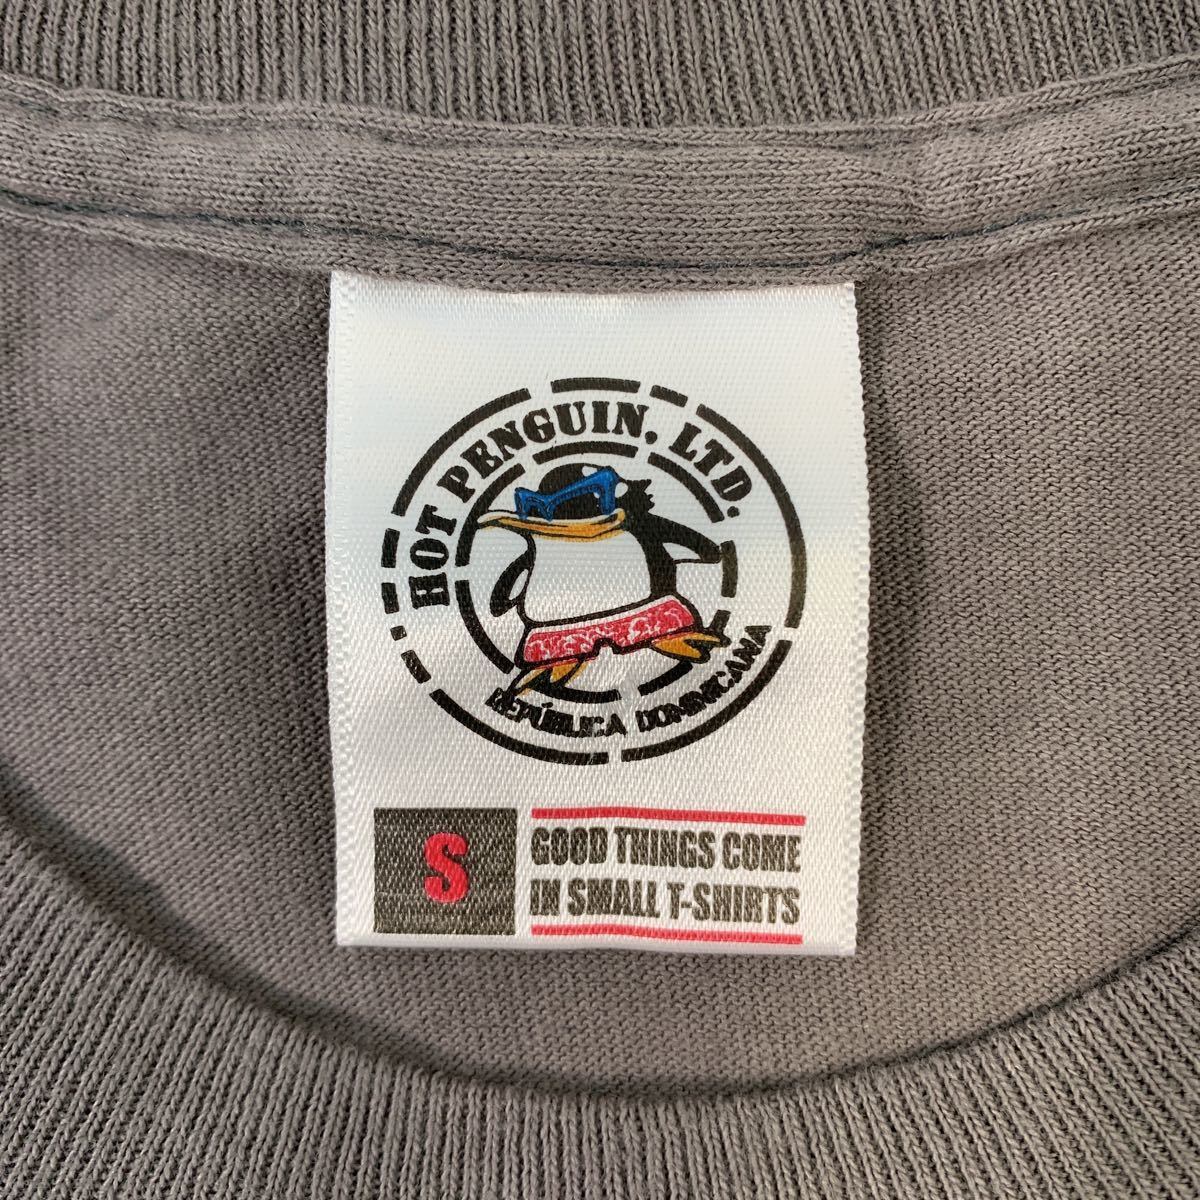 HOT PENGUIN, LTD.
REPÚBLICA DOMINICANA
S
GOOD THINGS COME
IN SMALL T-SHIRTS